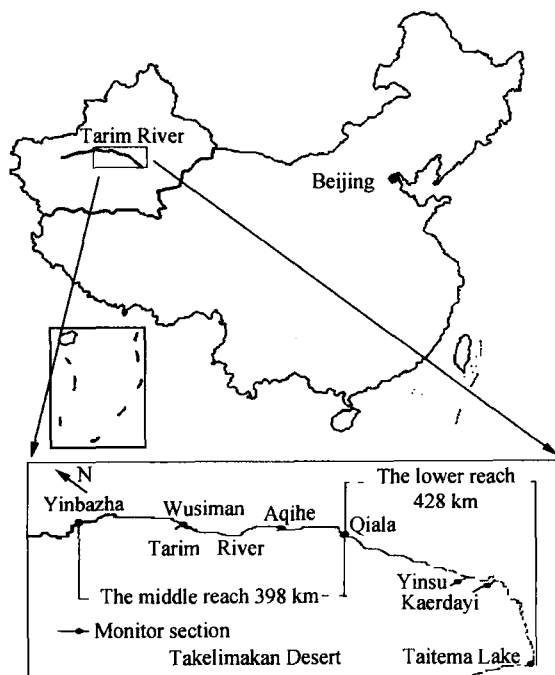 Tarim River
Beijing
N
The lower reach
428 km
Yinbazha
Wusiman
Aqihe
Qiala
Tarim River
Yinsu
Kaerdayi
The middle reach 398 km
Monitor section
Takelimakan Desert
Taitema Lake